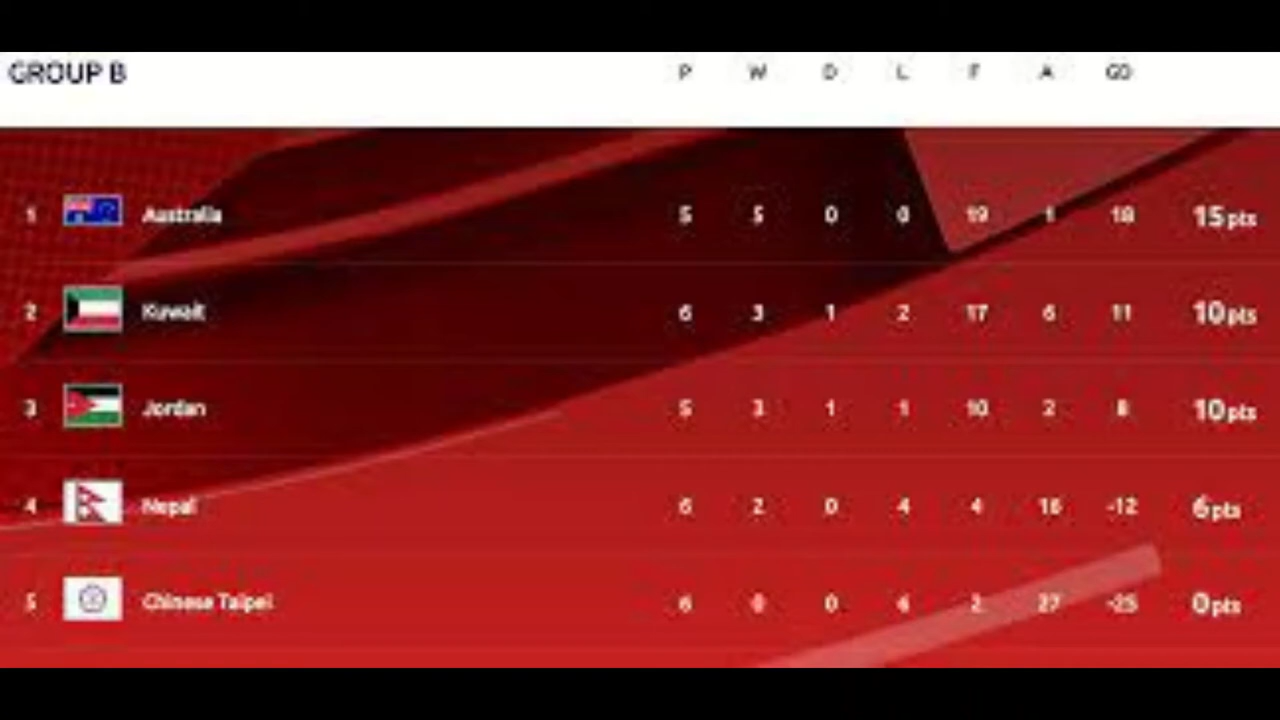 GROUP B P W D L F A GD
1 Australia 5 5 0 0 19 1 18 15pts
2 Kuwait 6 3 1 2 17 6 11 10pts
3 Jordan 5 3 1 1 10 2 8 10pts
4 Nepal 6 2 0 4 4 16 -12 6pts
5 Chinese Taipei 6 0 0 6 2 27 -25 0pts